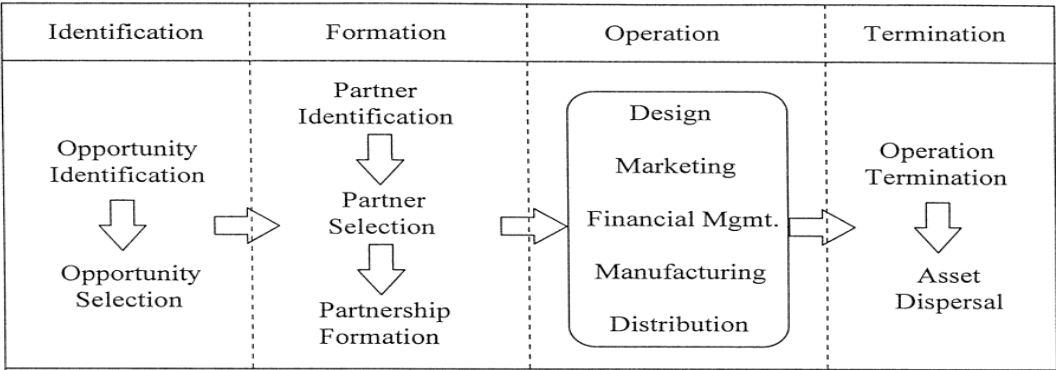 Identification
Formation
Operation
Termination
Opportunity
Identification
Opportunity
Selection
Partner
Identification
Partner
Selection
Partnership
Formation
Design
Marketing
Financial Mgmt.
Manufacturing
Distribution
Operation
Termination
Asset
Dispersal